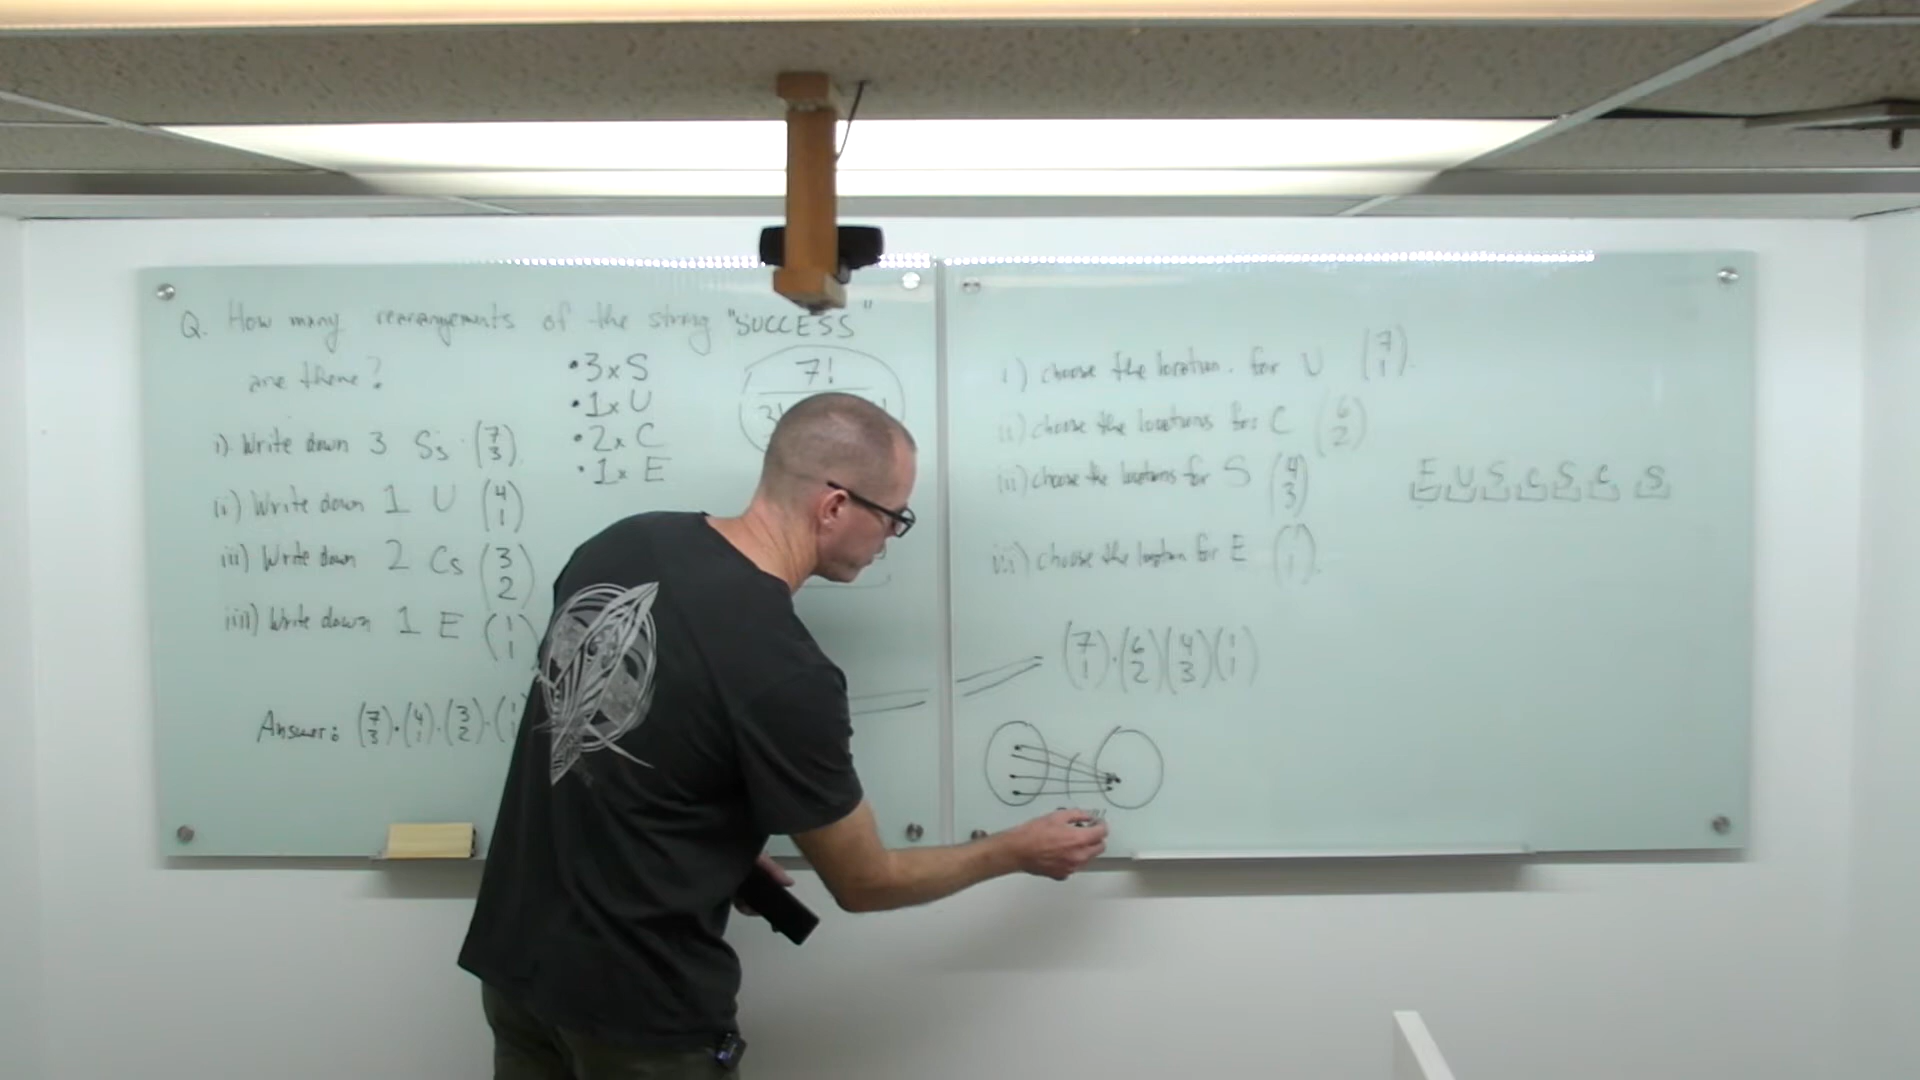 Q. How many rearrangements of the string "SUCCESS"
are there?
• 3 x S
• 1 x U
• 2 x C
• 1 x E
7!
i) Write down 3 Ss (7 3)
ii) Write down 1 U (4 1)
iii) Write down 2 Cs (3 2)
iiii) Write down 1 E (1 1)
Answer: (7 3)·(4 1)·(3 2)·(
i) choose the location. for U (7 1).
ii) choose the locations for C (6 2)
iii) choose the locations for S (4 3)
iiii) choose the location for E (1 1).
E U S C S C S
(7 1)·(6 2)(4 3)(1 1)